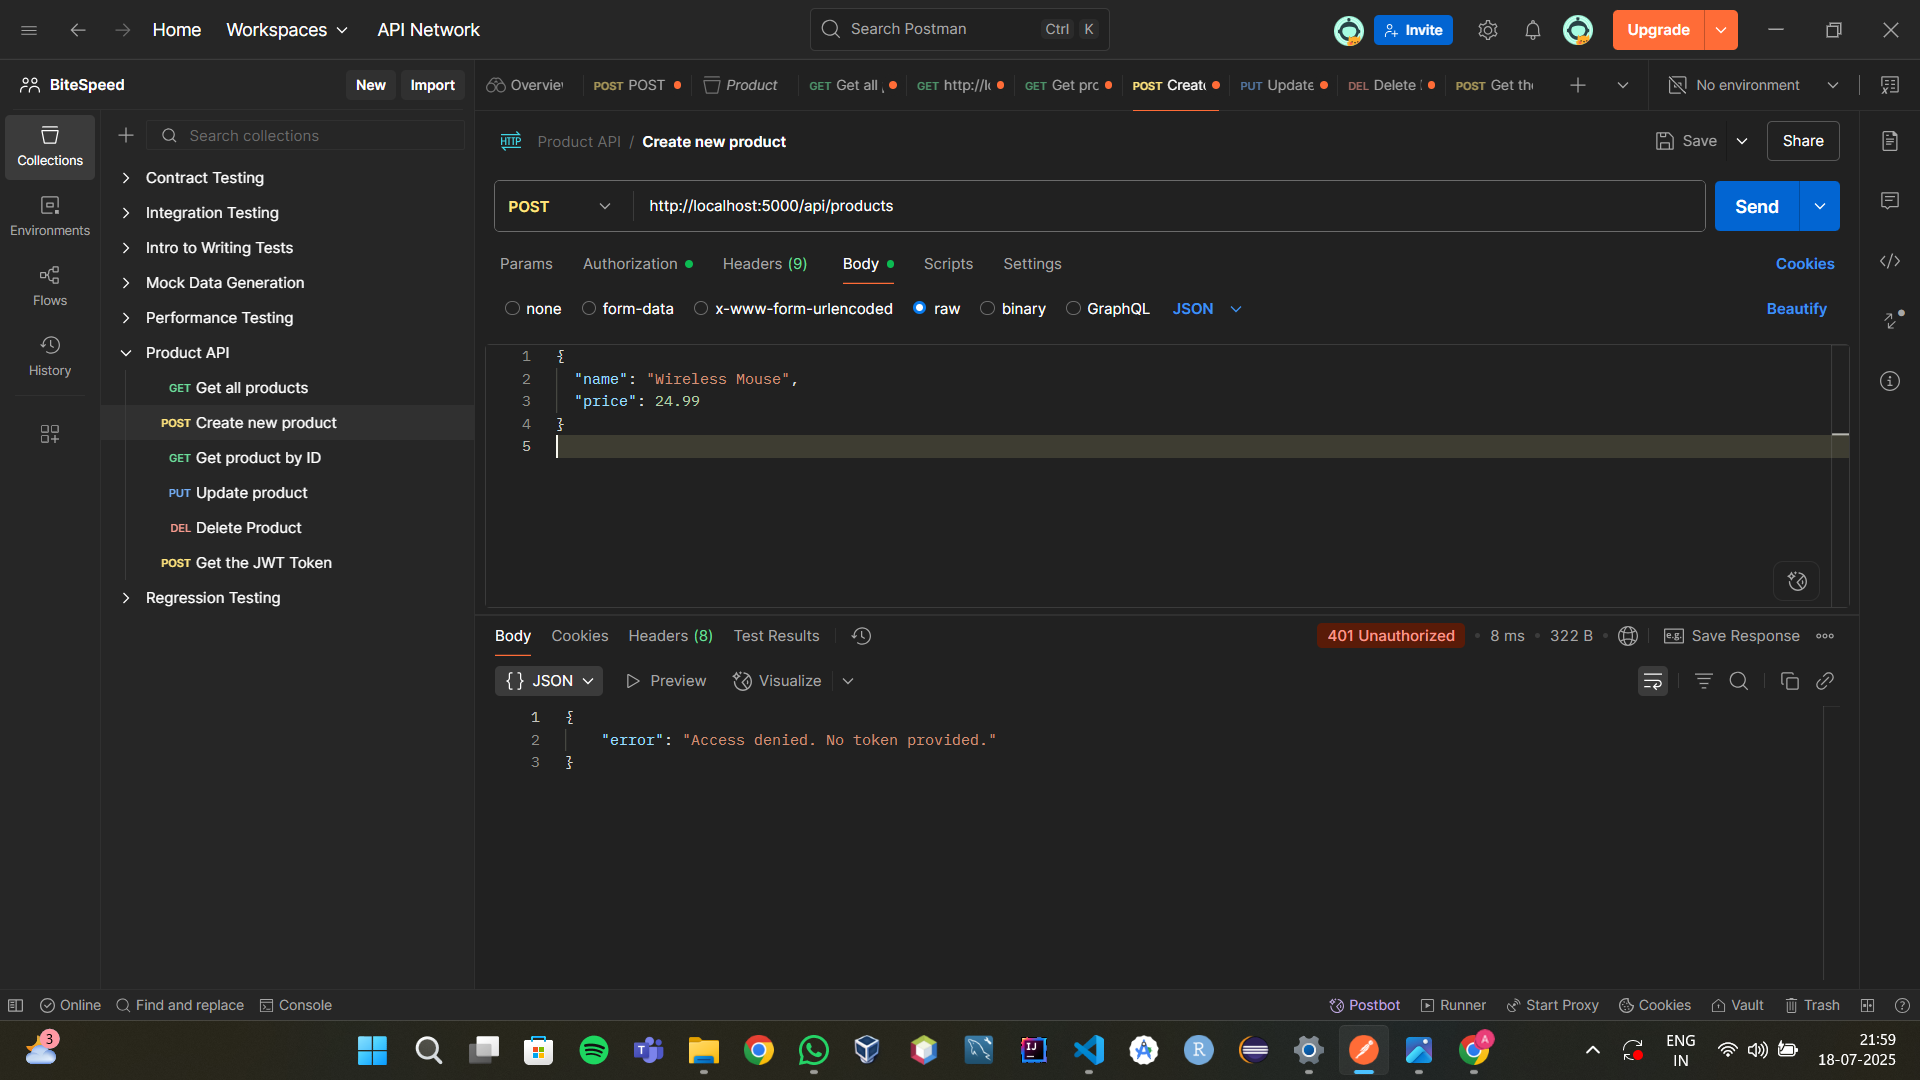 Home
Workspaces
API Network
Search Postman
Ctrl K
Invite
Upgrade
BiteSpeed
New
Import
Overvie
POST POST
Product
GET Get all
GET http://l
GET Get prc
POST Creat
PUT Update
DEL Delete
POST Get th
No environment
Collections
Environments
Flows
History
Search collections
Contract Testing
Integration Testing
Intro to Writing Tests
Mock Data Generation
Performance Testing
Product API
GET Get all products
POST Create new product
GET Get product by ID
PUT Update product
DEL Delete Product
POST Get the JWT Token
Regression Testing
HTTP Product API / Create new product
Save
Share
POST http://localhost:5000/api/products
Send
Params Authorization Headers (9) Body Scripts Settings
Cookies
none form-data x-www-form-urlencoded raw binary GraphQL JSON
Beautify
1 {
2 "name": "Wireless Mouse",
3 "price": 24.99
4 }
5
Body Cookies Headers (8) Test Results
401 Unauthorized • 8 ms • 322 B •
e.g. Save Response
{} JSON Preview Visualize
1 {
2 "error": "Access denied. No token provided."
3 }
Online Find and replace Console
Postbot Runner Start Proxy Cookies Vault Trash
3
ENG
IN
21:59
18-07-2025